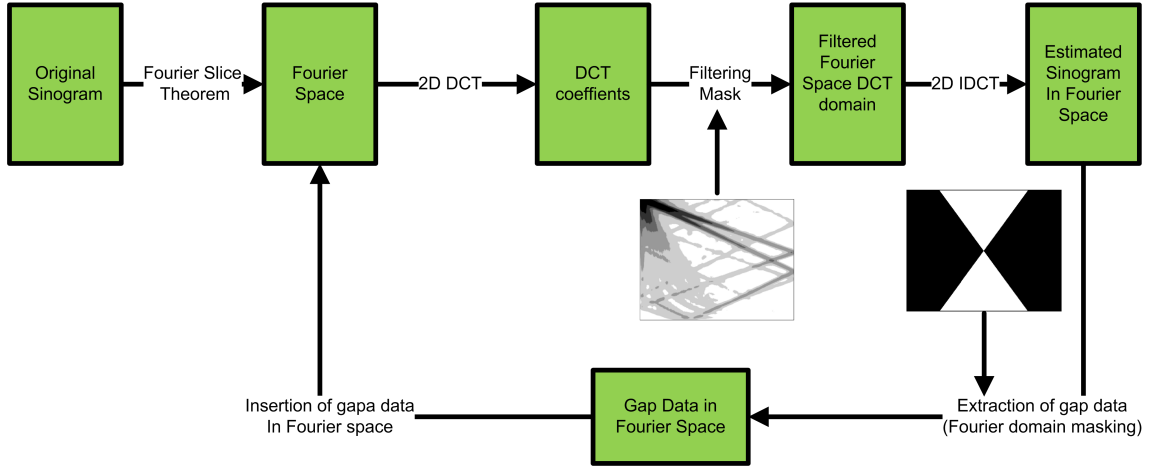 Original
Sinogram
Fourier Slice
Theorem
Fourier
Space
2D DCT
DCT
coeffients
Filtering
Mask
Filtered
Fourier
Space DCT
domain
2D IDCT
Estimated
Sinogram
In Fourier
Space
Insertion of gapa data
In Fourier space
Gap Data in
Fourier Space
Extraction of gap data
(Fourier domain masking)